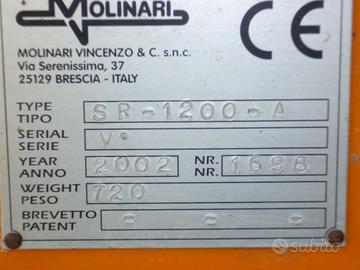 MOLINARI
CE
MOLINARI VINCENZO & C. s.n.c.
Via Serenissima, 37
25129 BRESCIA - ITALY
TYPE
TIPO SR-1200-A
SERIAL
SERIE V°
YEAR
ANNO 2002 NR.
NR. 1698
WEIGHT
PESO 720
BREVETTO
PATENT - - -
subito